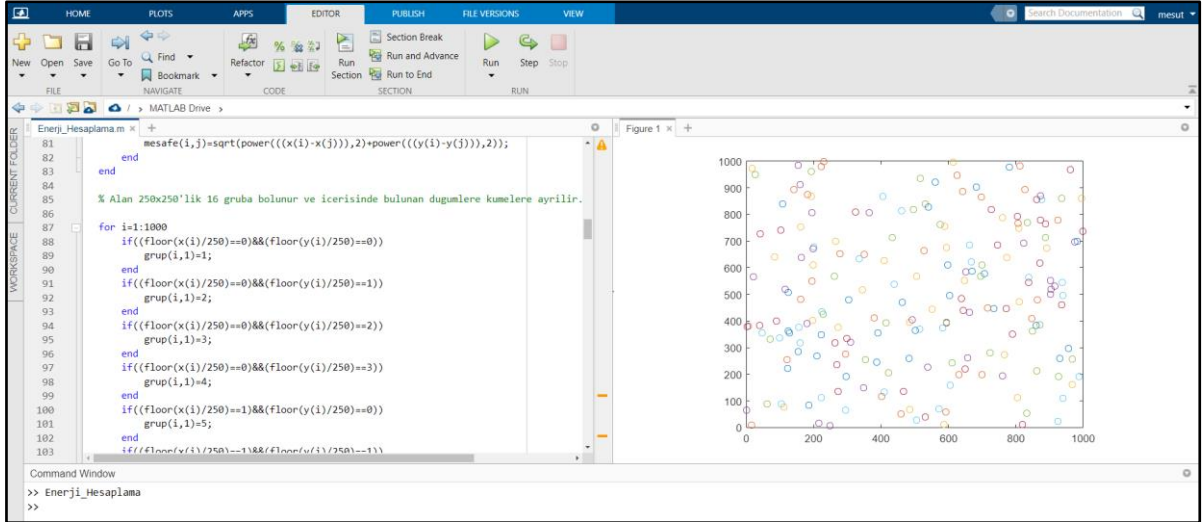 HOME PLOTS APPS EDITOR PUBLISH FILE VERSIONS VIEW Search Documentation mesut
New Open Save Go To Find Bookmark Refactor Run Section Section Break Run and Advance Run to End Run Step Stop
FILE NAVIGATE CODE SECTION RUN
/ > MATLAB Drive >
CURRENT FOLDER
WORKSPACE
Enerji_Hesaplama.m × +
81 mesafe(i,j)=sqrt(power(((x(i)-x(j))),2)+power(((y(i)-y(j))),2));
82 end
83 end
84
85 % Alan 250x250'lik 16 gruba bolunur ve icerisinde bulunan dugumlere kumelere ayrilir.
86
87 for i=1:1000
88 if((floor(x(i)/250)==0)&&(floor(y(i)/250)==0))
89 grup(i,1)=1;
90 end
91 if((floor(x(i)/250)==0)&&(floor(y(i)/250)==1))
92 grup(i,1)=2;
93 end
94 if((floor(x(i)/250)==0)&&(floor(y(i)/250)==2))
95 grup(i,1)=3;
96 end
97 if((floor(x(i)/250)==0)&&(floor(y(i)/250)==3))
98 grup(i,1)=4;
99 end
100 if((floor(x(i)/250)==1)&&(floor(y(i)/250)==0))
101 grup(i,1)=5;
102 end
103 if((floor(x(i)/250)==1)&&(floor(y(i)/250)==1))
Figure 1 × +
1000
900
800
700
600
500
400
300
200
100
0
0 200 400 600 800 1000
Command Window
>> Enerji_Hesaplama
>>